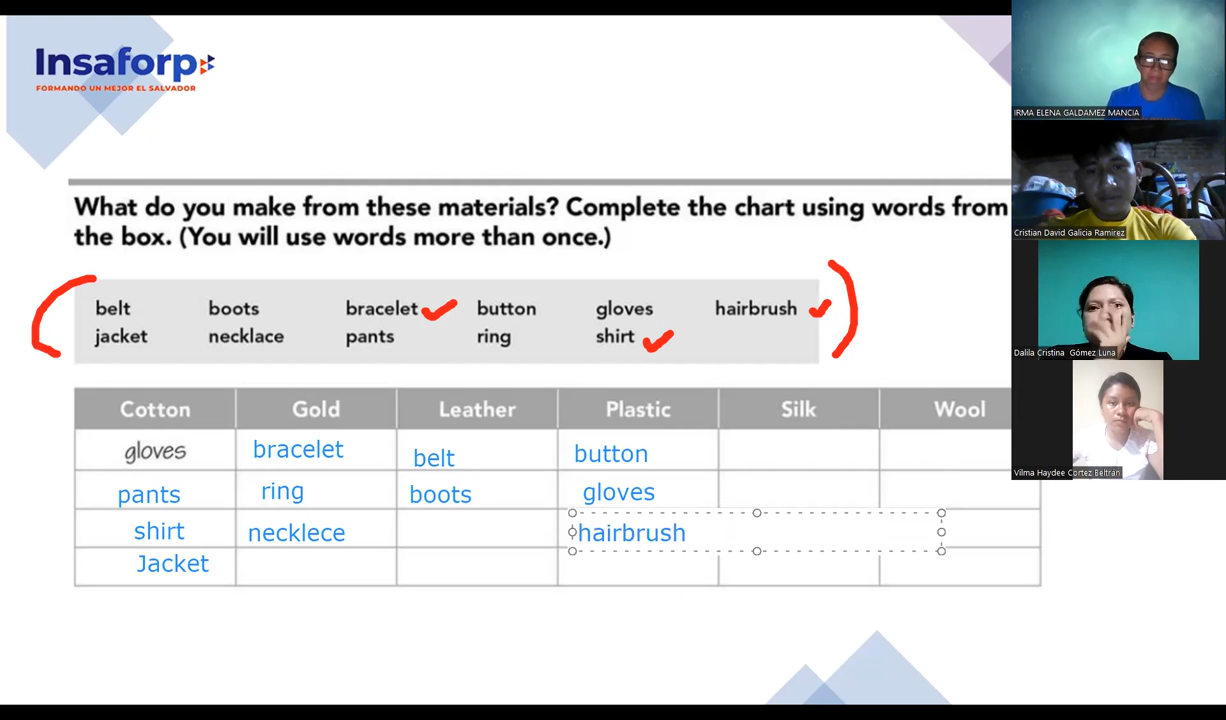 Insaforp
FORMANDO UN MEJOR EL SALVADOR
What do you make from these materials? Complete the chart using words from
the box. (You will use words more than once.)
belt boots bracelet button gloves hairbrush
jacket necklace pants ring shirt
Cotton Gold Leather Plastic Silk Wool
gloves bracelet belt button
pants ring boots gloves
shirt necklece hairbrush
Jacket
IRMA ELENA GALDAMEZ MANCIA
Cristian David Galicia Ramirez
Dalila Cristina Gómez Luna
Vilma Haydee Cortez Beltrán